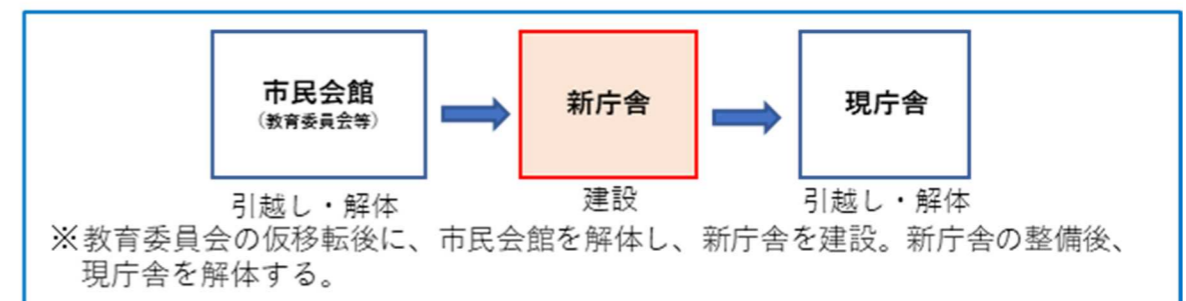 市民会館
（教育委員会等）
新庁舎
現庁舎
引越し・解体
建設
引越し・解体
※教育委員会の仮移転後に、市民会館を解体し、新庁舎を建設。新庁舎の整備後、
現庁舎を解体する。